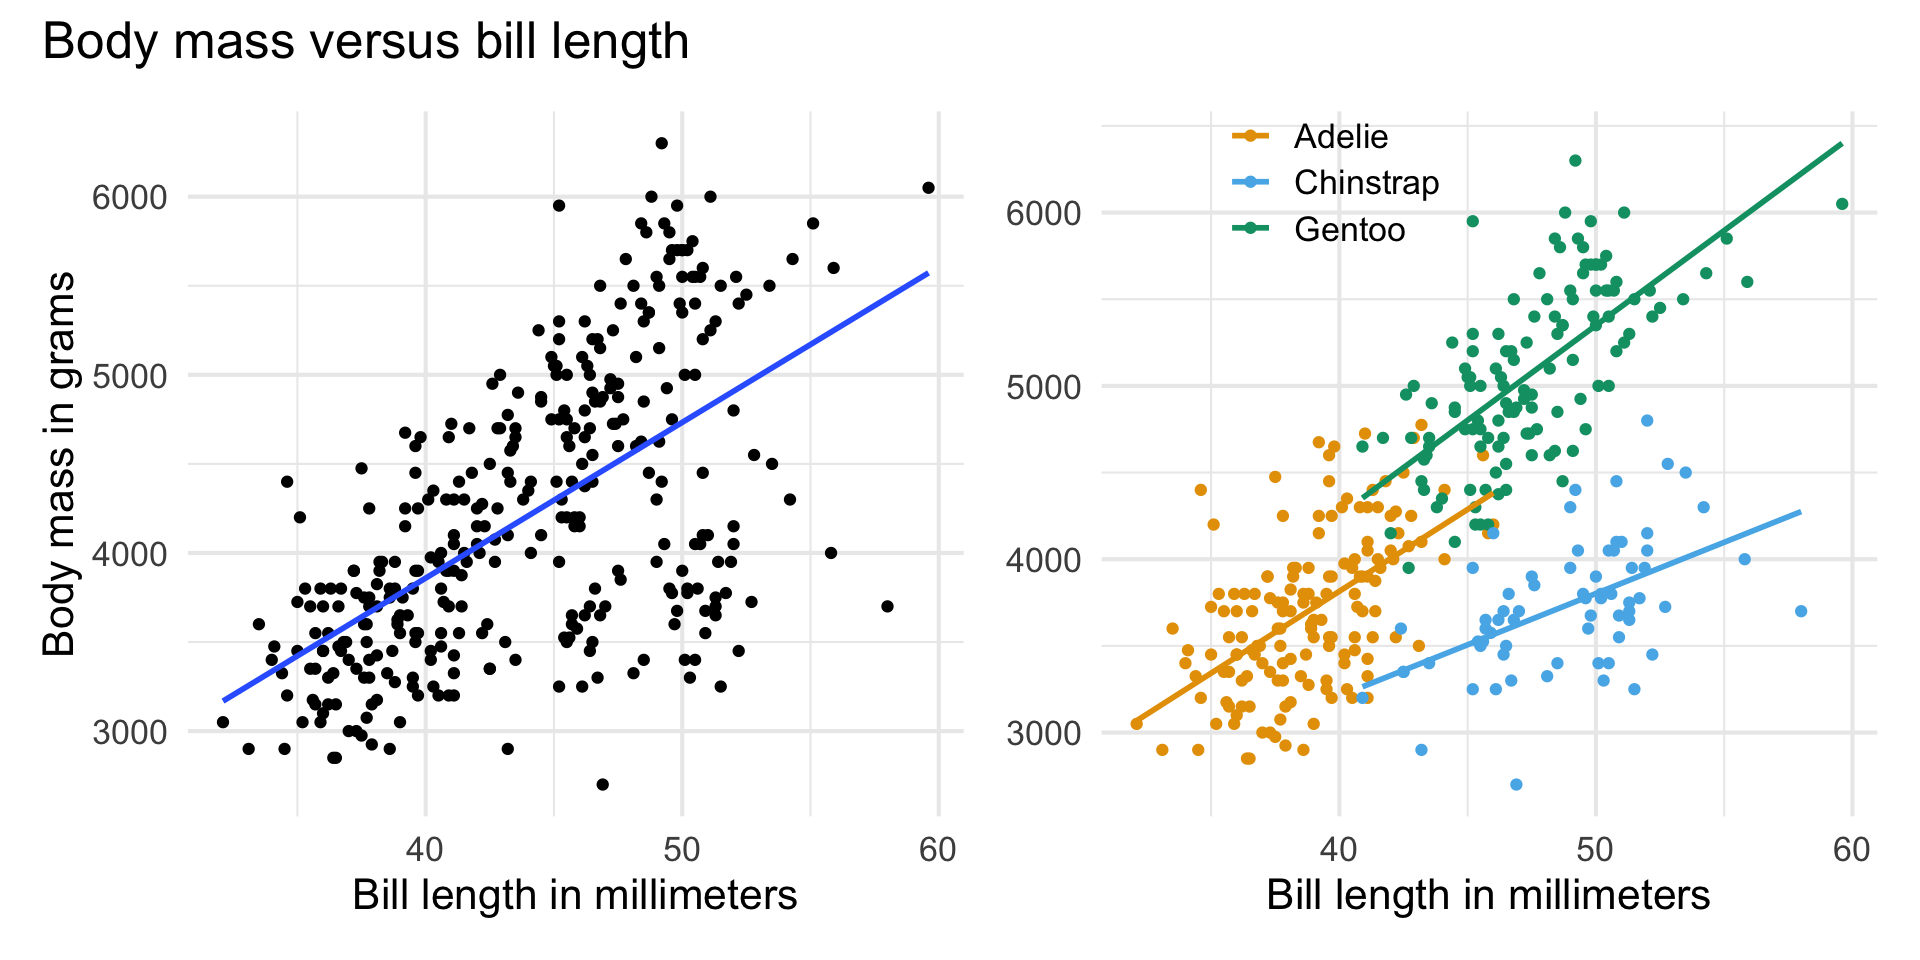 Body mass versus bill length
Body mass in grams
6000
5000
4000
3000
40 50 60
Bill length in millimeters
Adelie
Chinstrap
Gentoo
6000
5000
4000
3000
40 50 60
Bill length in millimeters